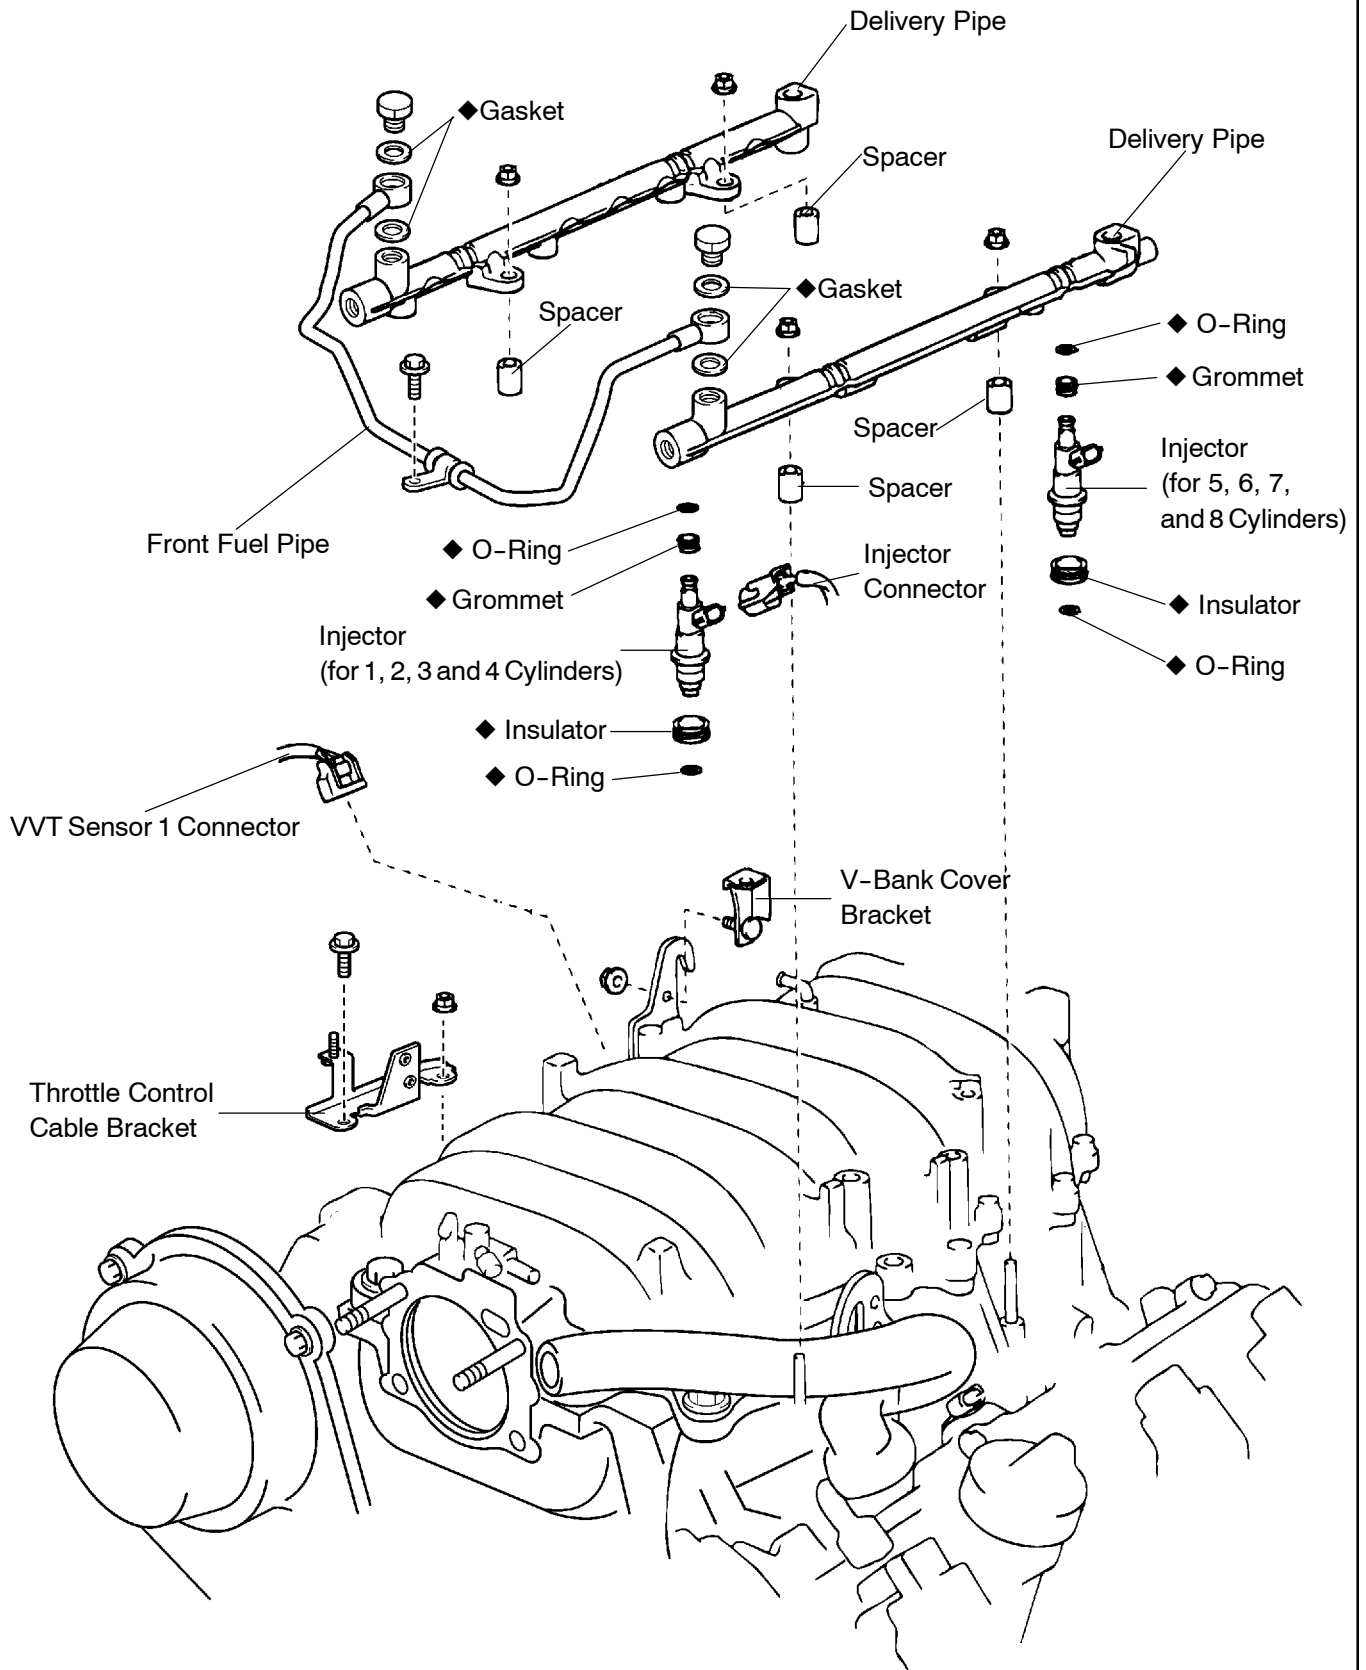 Delivery Pipe
◆Gasket
Delivery Pipe
Spacer
◆Gasket
Spacer
◆ O-Ring
◆ Grommet
Spacer
Injector
(for 5, 6, 7,
and 8 Cylinders)
Spacer
Front Fuel Pipe
◆ O-Ring
Injector
Connector
◆ Grommet
◆ Insulator
Injector
(for 1, 2, 3 and 4 Cylinders)
◆ O-Ring
◆ Insulator
◆ O-Ring
VVT Sensor 1 Connector
V-Bank Cover
Bracket
Throttle Control
Cable Bracket